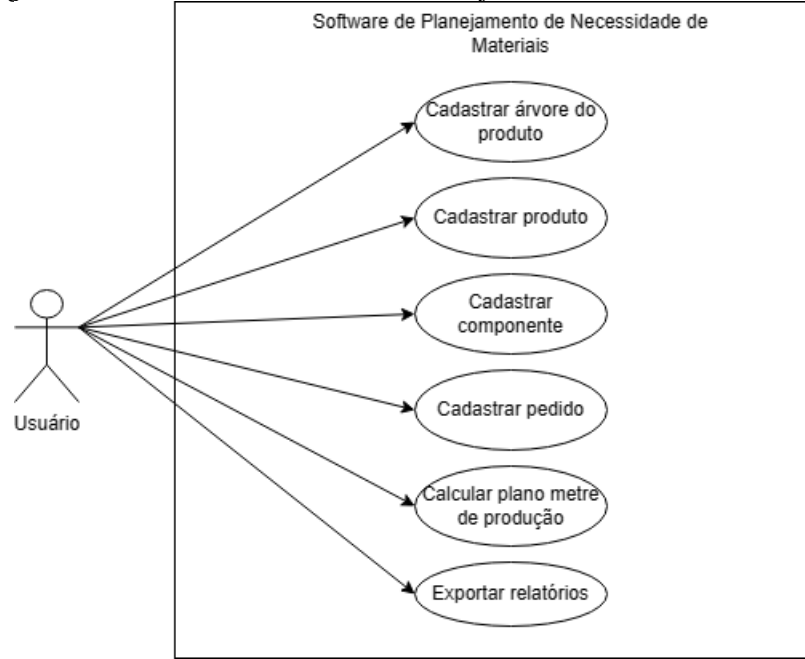 Software de Planejamento de Necessidade de
Materiais
Cadastrar árvore do
produto
Cadastrar produto
Cadastrar
componente
Cadastrar pedido
Calcular plano metre
de produção
Exportar relatórios
Usuário